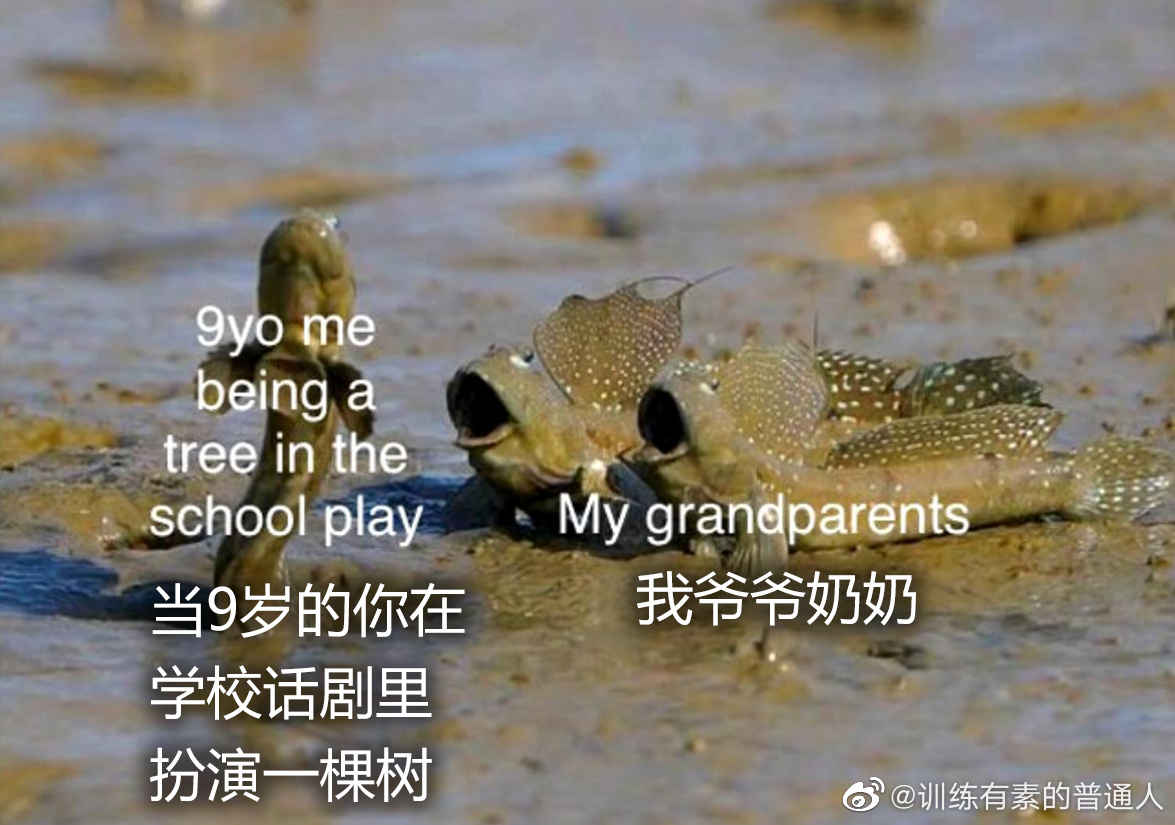 9yo me
being a
tree in the
school play
My grandparents
当9岁的你在
学校话剧里
扮演一棵树
我爷爷奶奶
@训练有素的普通人